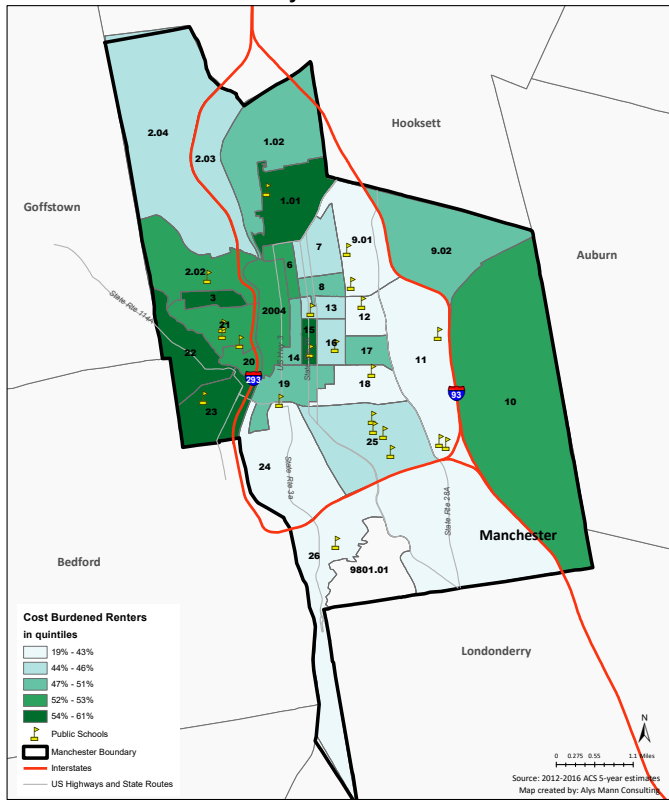 Hooksett
Goffstown
Auburn
Bedford
Londonderry
Manchester
2.04
2.03
1.02
1.01
9.01
9.02
7
6
2.02
8
3
2004
13
12
21
15
16
11
22
14
17
20
293
19
18
93
10
23
25
24
26
9801.01
State Rte 114A
US Hwy 3
State Rte 3a
State Rte 28A
Cost Burdened Renters
in quintiles
19% - 43%
44% - 46%
47% - 51%
52% - 53%
54% - 61%
Public Schools
Manchester Boundary
Interstates
US Highways and State Routes
N
0 0.275 0.55 1.1 Miles
Source: 2012-2016 ACS 5-year estimates
Map created by: Alys Mann Consulting